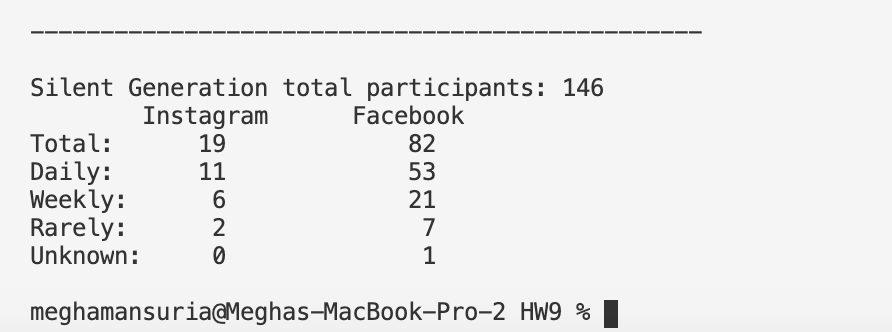 ------------------------------------------------
Silent Generation total participants: 146
        Instagram      Facebook
Total:      19             82
Daily:      11             53
Weekly:      6             21
Rarely:      2              7
Unknown:     0              1
meghamansuria@Meghas-MacBook-Pro-2 HW9 %